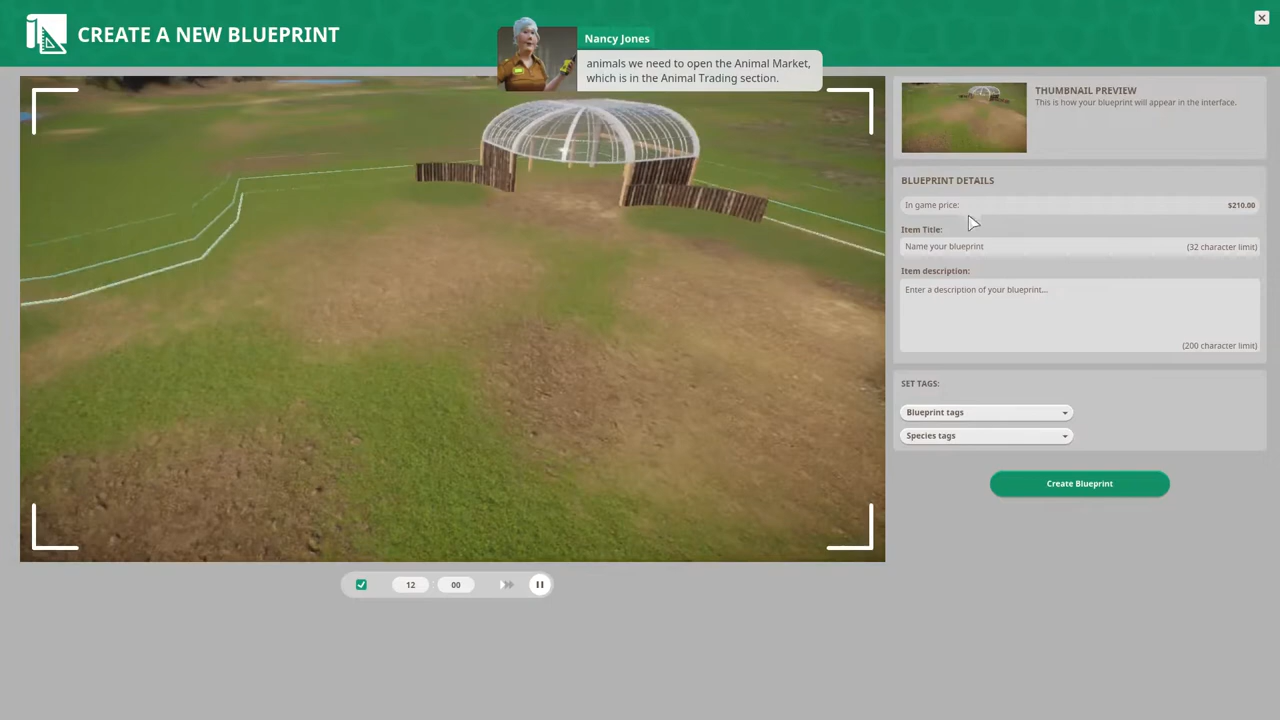 CREATE A NEW BLUEPRINT
Nancy Jones
animals we need to open the Animal Market,
which is in the Animal Trading section.
THUMBNAIL PREVIEW
This is how your blueprint will appear in the interface.
BLUEPRINT DETAILS
In game price: $210.00
Item Title:
Name your blueprint (32 character limit)
Item description:
Enter a description of your blueprint...
(200 character limit)
SET TAGS:
Blueprint tags
Species tags
Create Blueprint
12 : 00